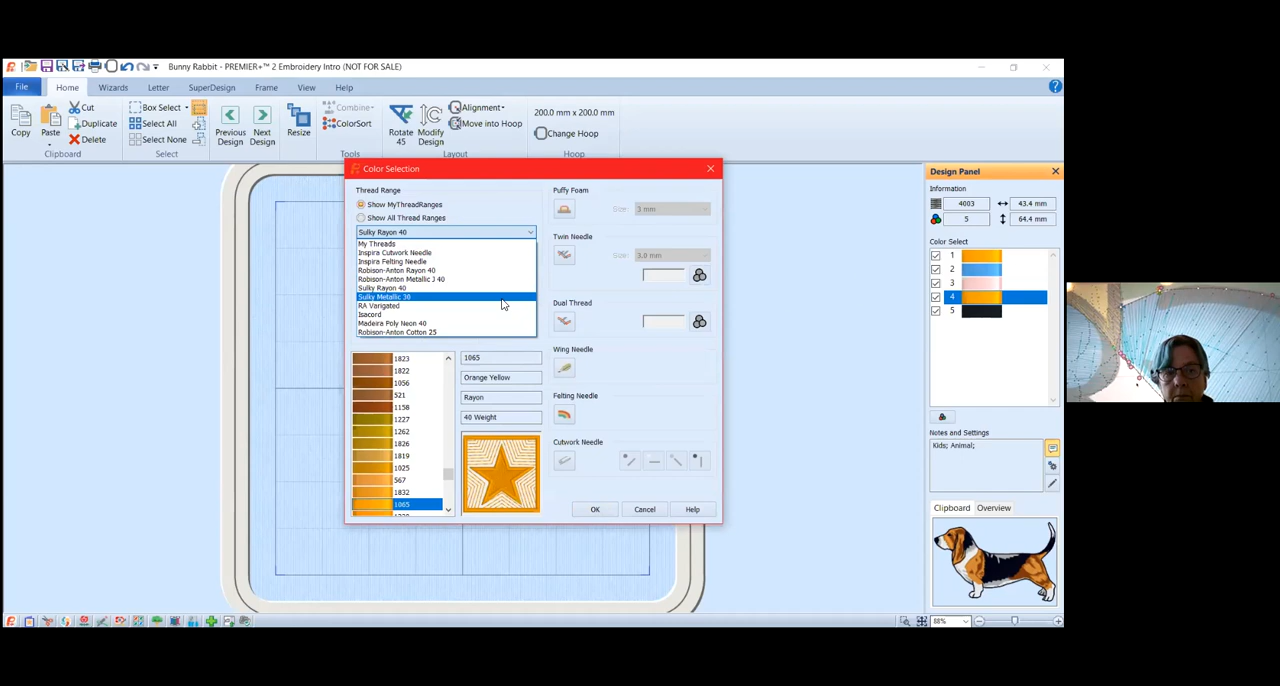 Bunny Rabbit - PREMIER+™ 2 Embroidery Intro (NOT FOR SALE)
File Home Wizards Letter SuperDesign Frame View Help
Copy
Paste
Cut
Duplicate
Delete
Clipboard
Box Select
Select All
Select None
Select
Previous Design
Next Design
Resize
Combine
ColorSort
Tools
Rotate 45
Modify Design
Alignment
Move into Hoop
Layout
200.0 mm x 200.0 mm
Change Hoop
Hoop
Color Selection
Thread Range
Show MyThreadRanges
Show All Thread Ranges
Sulky Rayon 40
My Threads
Inspira Cutwork Needle
Inspira Felting Needle
Robison-Anton Rayon 40
Robison-Anton Metallic J 40
Sulky Rayon 40
Sulky Metallic 30
RA Varigated
Isacord
Madeira Poly Neon 40
Robison-Anton Cotton 25
1823
1822
1056
521
1158
1227
1262
1826
1819
1025
567
1832
1065
1065
Orange Yellow
Rayon
40 Weight
Puffy Foam
Size: 3 mm
Twin Needle
Size: 3.0 mm
Dual Thread
Wing Needle
Felting Needle
Cutwork Needle
OK Cancel Help
Design Panel
Information
4003 43.4 mm
5 64.4 mm
Color Select
1
2
3
4
5
Notes and Settings
Kids; Animal;
Clipboard Overview
88%